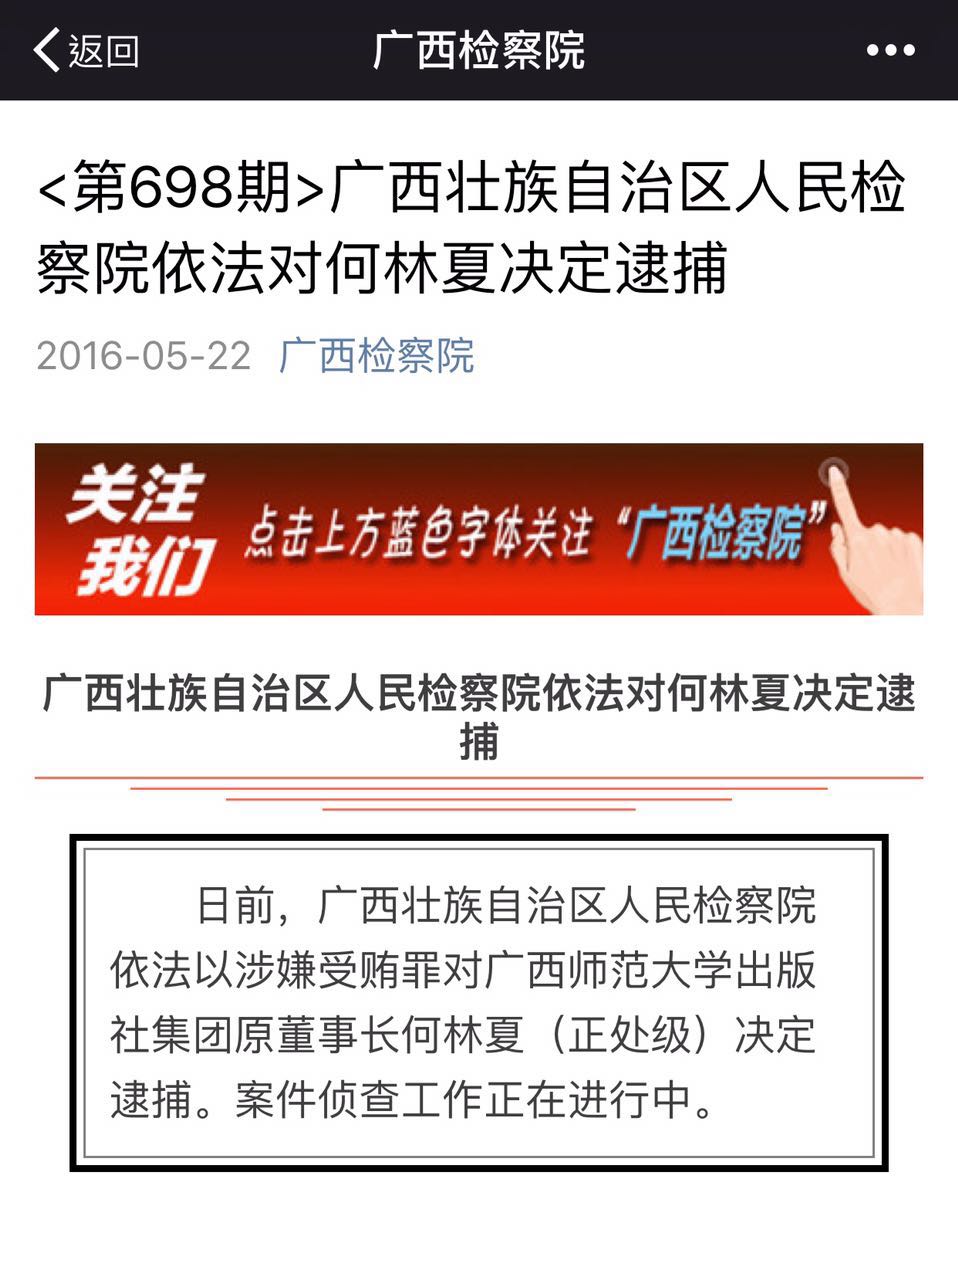 返回
广西检察院
<第698期>广西壮族自治区人民检
察院依法对何林夏决定逮捕
2016-05-22 广西检察院
关注
我们
点击上方蓝色字体关注“广西检察院”
广西壮族自治区人民检察院依法对何林夏决定逮
捕
日前，广西壮族自治区人民检察院
依法以涉嫌受贿罪对广西师范大学出版
社集团原董事长何林夏（正处级）决定
逮捕。案件侦查工作正在进行中。